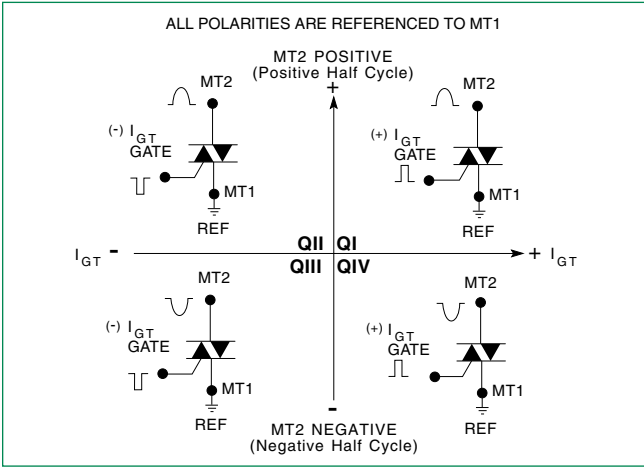 ALL POLARITIES ARE REFERENCED TO MT1
MT2 POSITIVE
(Positive Half Cycle)
+
MT2
(-) IGT
GATE
MT1
REF
MT2
(+) IGT
GATE
MT1
REF
IGT -
QII QI
+ IGT
QIII QIV
MT2
(-) IGT
GATE
MT1
REF
MT2
(+) IGT
GATE
MT1
REF
-
MT2 NEGATIVE
(Negative Half Cycle)